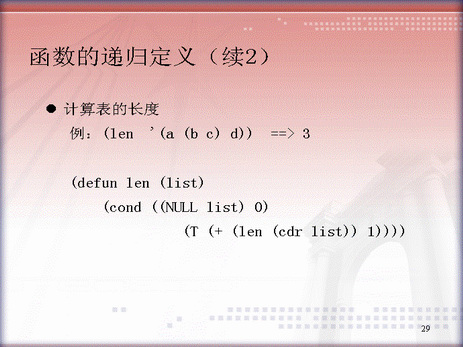 函数的递归定义（续2）
● 计算表的长度
例：(len '(a (b c) d)) ==> 3
(defun len (list)
(cond ((NULL list) 0)
(T (+ (len (cdr list)) 1))))
29